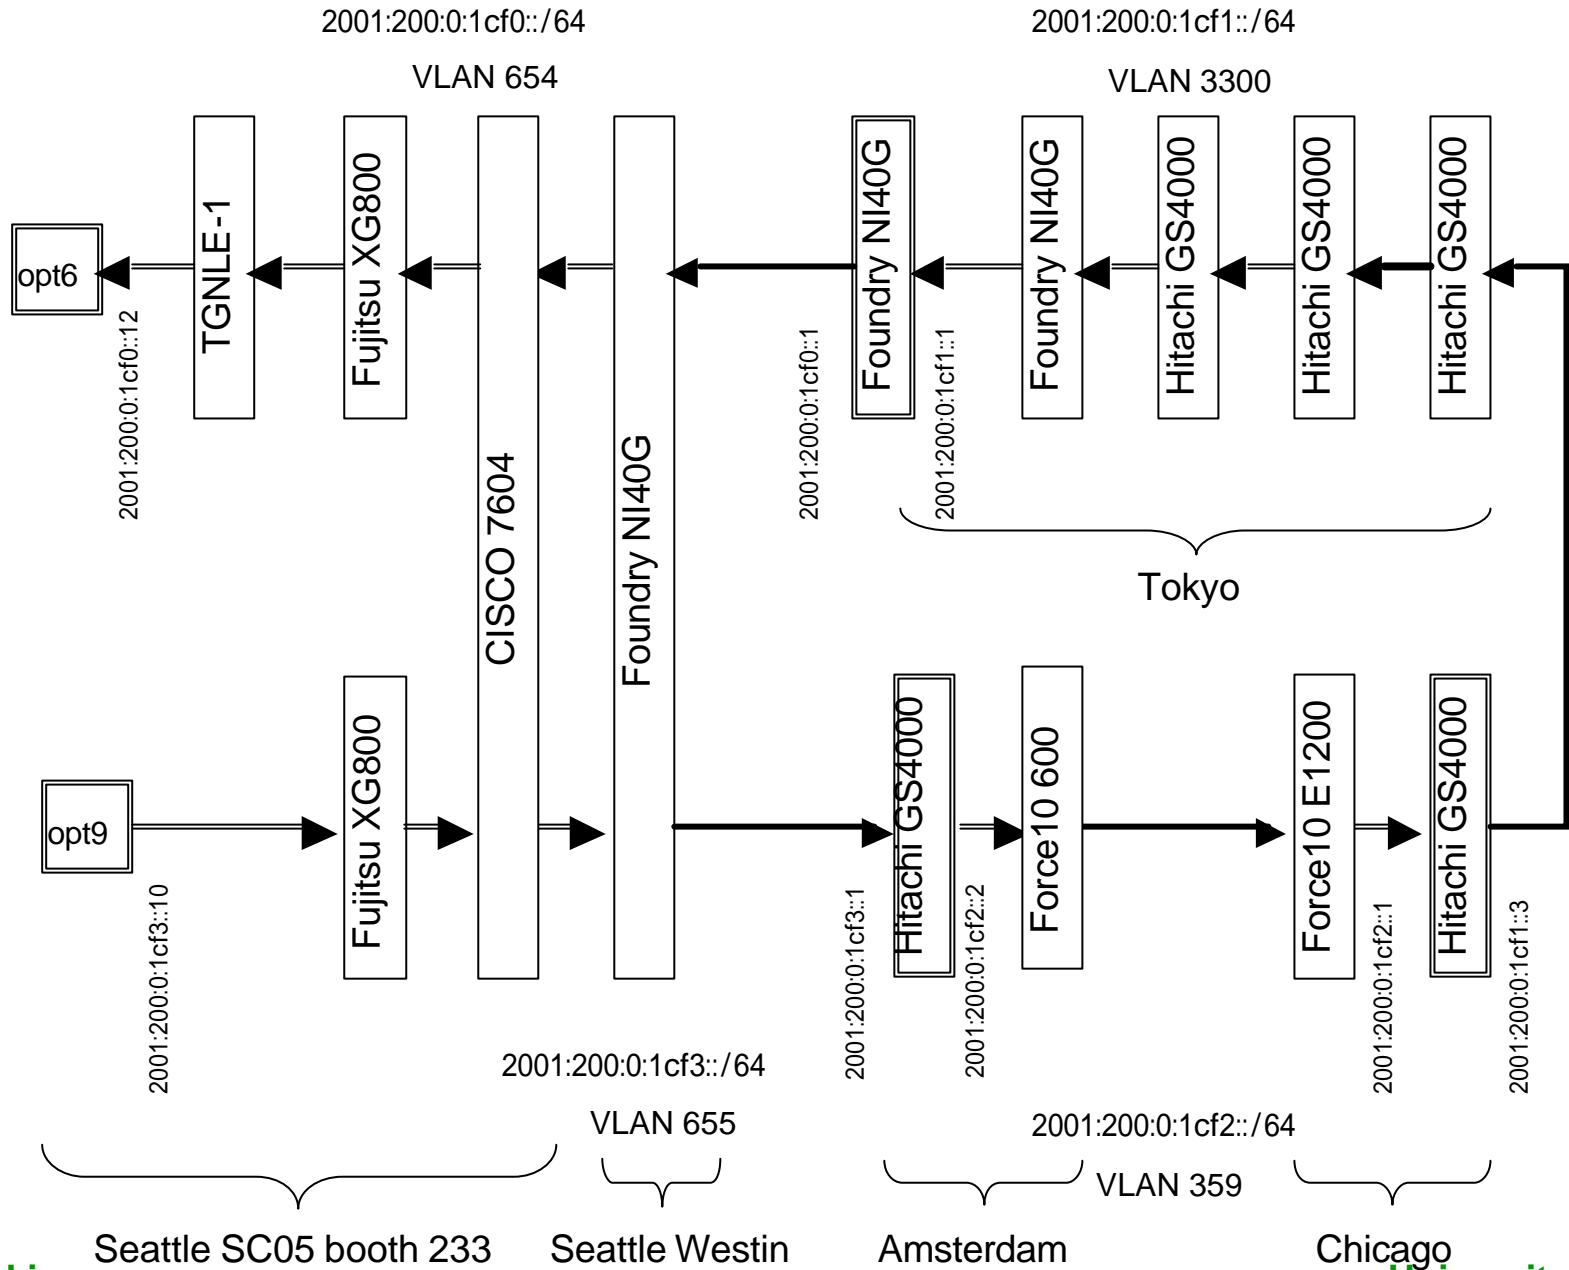 2001:200:0:1cf0::/64
2001:200:0:1cf1::/64
VLAN 654
VLAN 3300
opt6
TGNLE-1
Fujitsu XG800
CISCO 7604
Foundry NI40G
Foundry NI40G
Foundry NI40G
Hitachi GS4000
Hitachi GS4000
Hitachi GS4000
2001:200:0:1cf0::12
2001:200:0:1cf0::1
2001:200:0:1cf1::1
Tokyo
opt9
Fujitsu XG800
Hitachi GS4000
Force10 600
Force10 E1200
Hitachi GS4000
2001:200:0:1cf3::10
2001:200:0:1cf3::1
2001:200:0:1cf2::2
2001:200:0:1cf2::1
2001:200:0:1cf1::3
2001:200:0:1cf3::/64
VLAN 655
2001:200:0:1cf2::/64
VLAN 359
Seattle SC05 booth 233
Seattle Westin
Amsterdam
Chicago